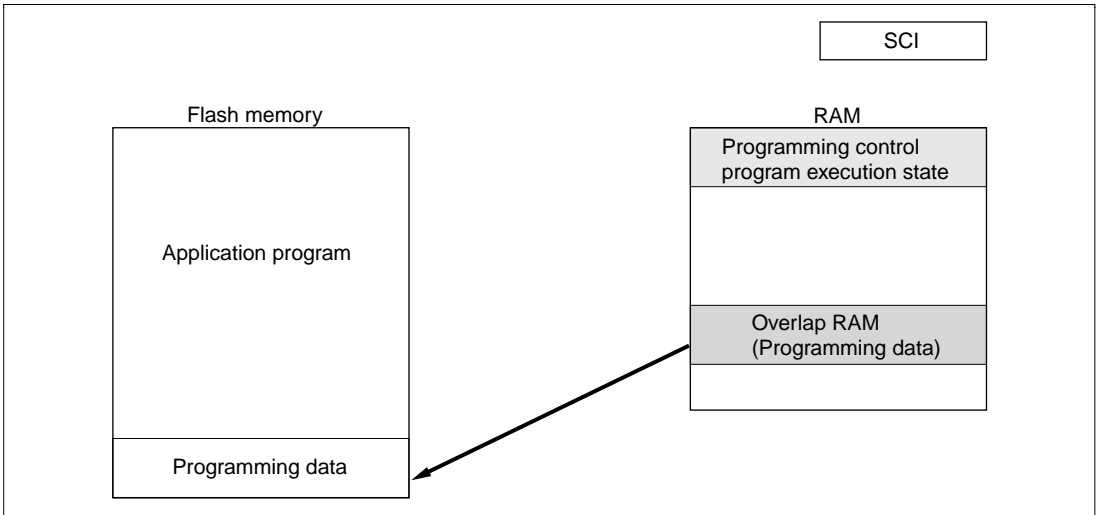 SCI
Flash memory
RAM
Programming control
program execution state
Application program
Overlap RAM
(Programming data)
Programming data